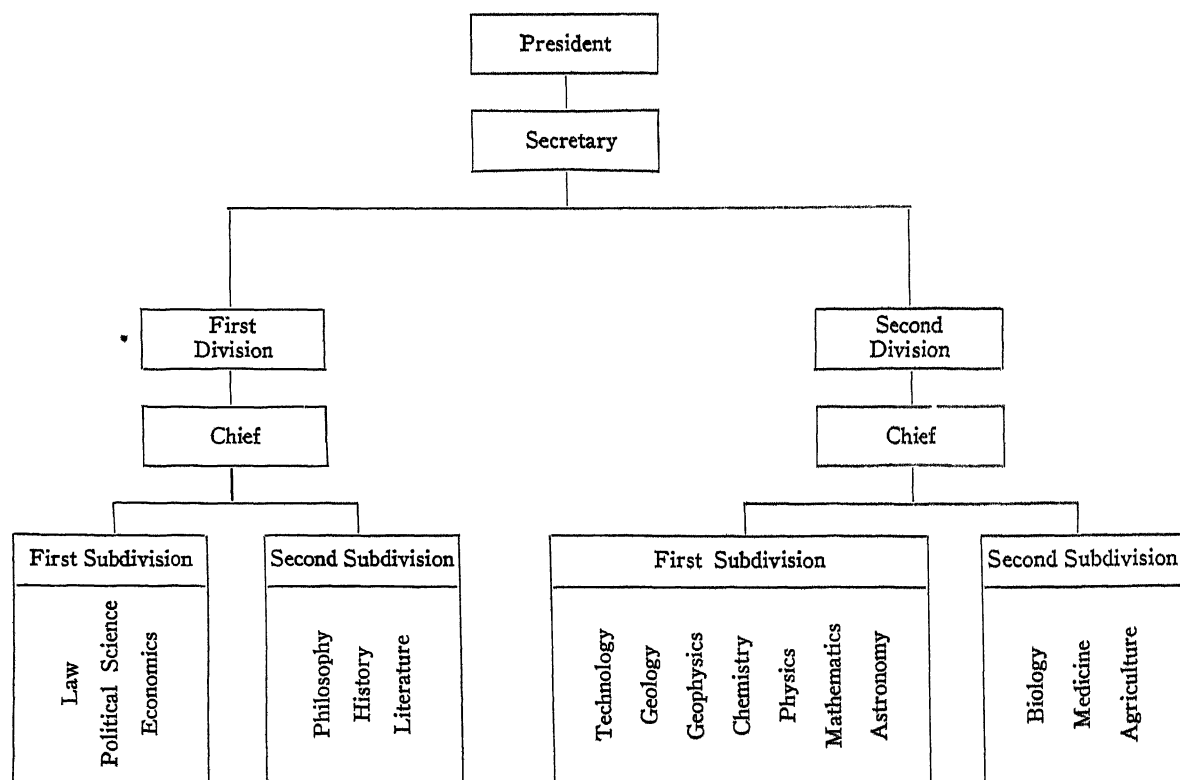 President
Secretary
First
Division
Second
Division
Chief
Chief
First Subdivision
Law
Political Science
Economics
Second Subdivision
Philosophy
History
Literature
First Subdivision
Technology
Geology
Geophysics
Chemistry
Physics
Mathematics
Astronomy
Second Subdivision
Biology
Medicine
Agriculture